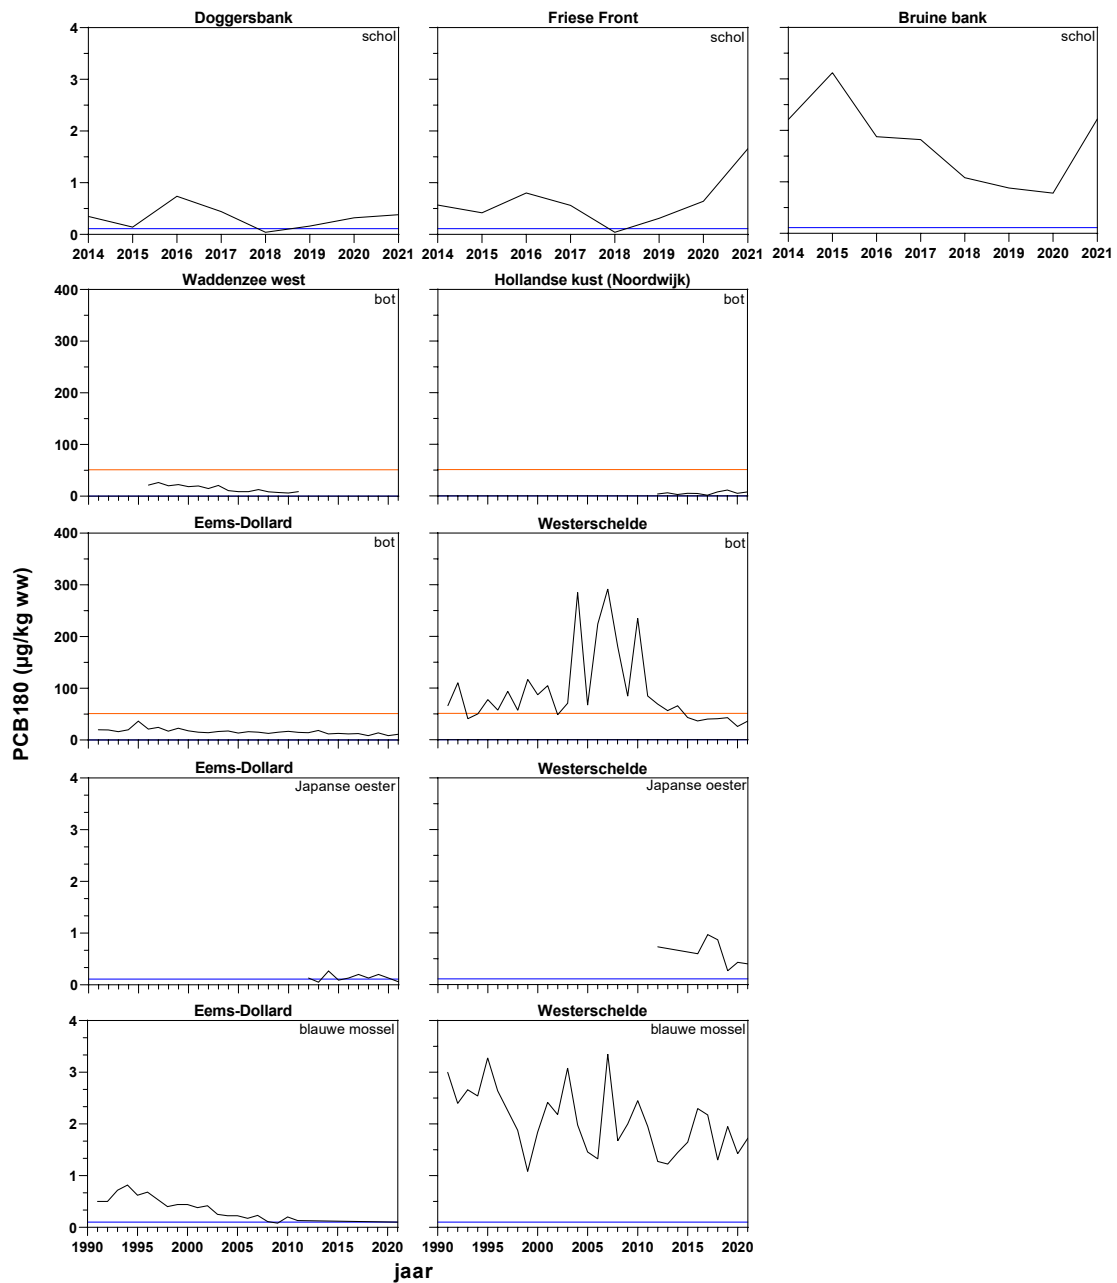 Doggersbank Friese Front Bruine bank
4 schol schol schol
3
2
1
0
2014 2015 2016 2017 2018 2019 2020 2021 2014 2015 2016 2017 2018 2019 2020 2021 2014 2015 2016 2017 2018 2019 2020 2021
Waddenzee west Hollandse kust (Noordwijk)
400 bot bot
300
200
100
0
Eems-Dollard Westerschelde
400 bot bot
300
200
100
0
PCB180 (µg/kg ww)
Eems-Dollard Westerschelde
4 Japanse oester Japanse oester
3
2
1
0
Eems-Dollard Westerschelde
4 blauwe mossel blauwe mossel
3
2
1
0
1990 1995 2000 2005 2010 2015 2020 1990 1995 2000 2005 2010 2015 2020
jaar